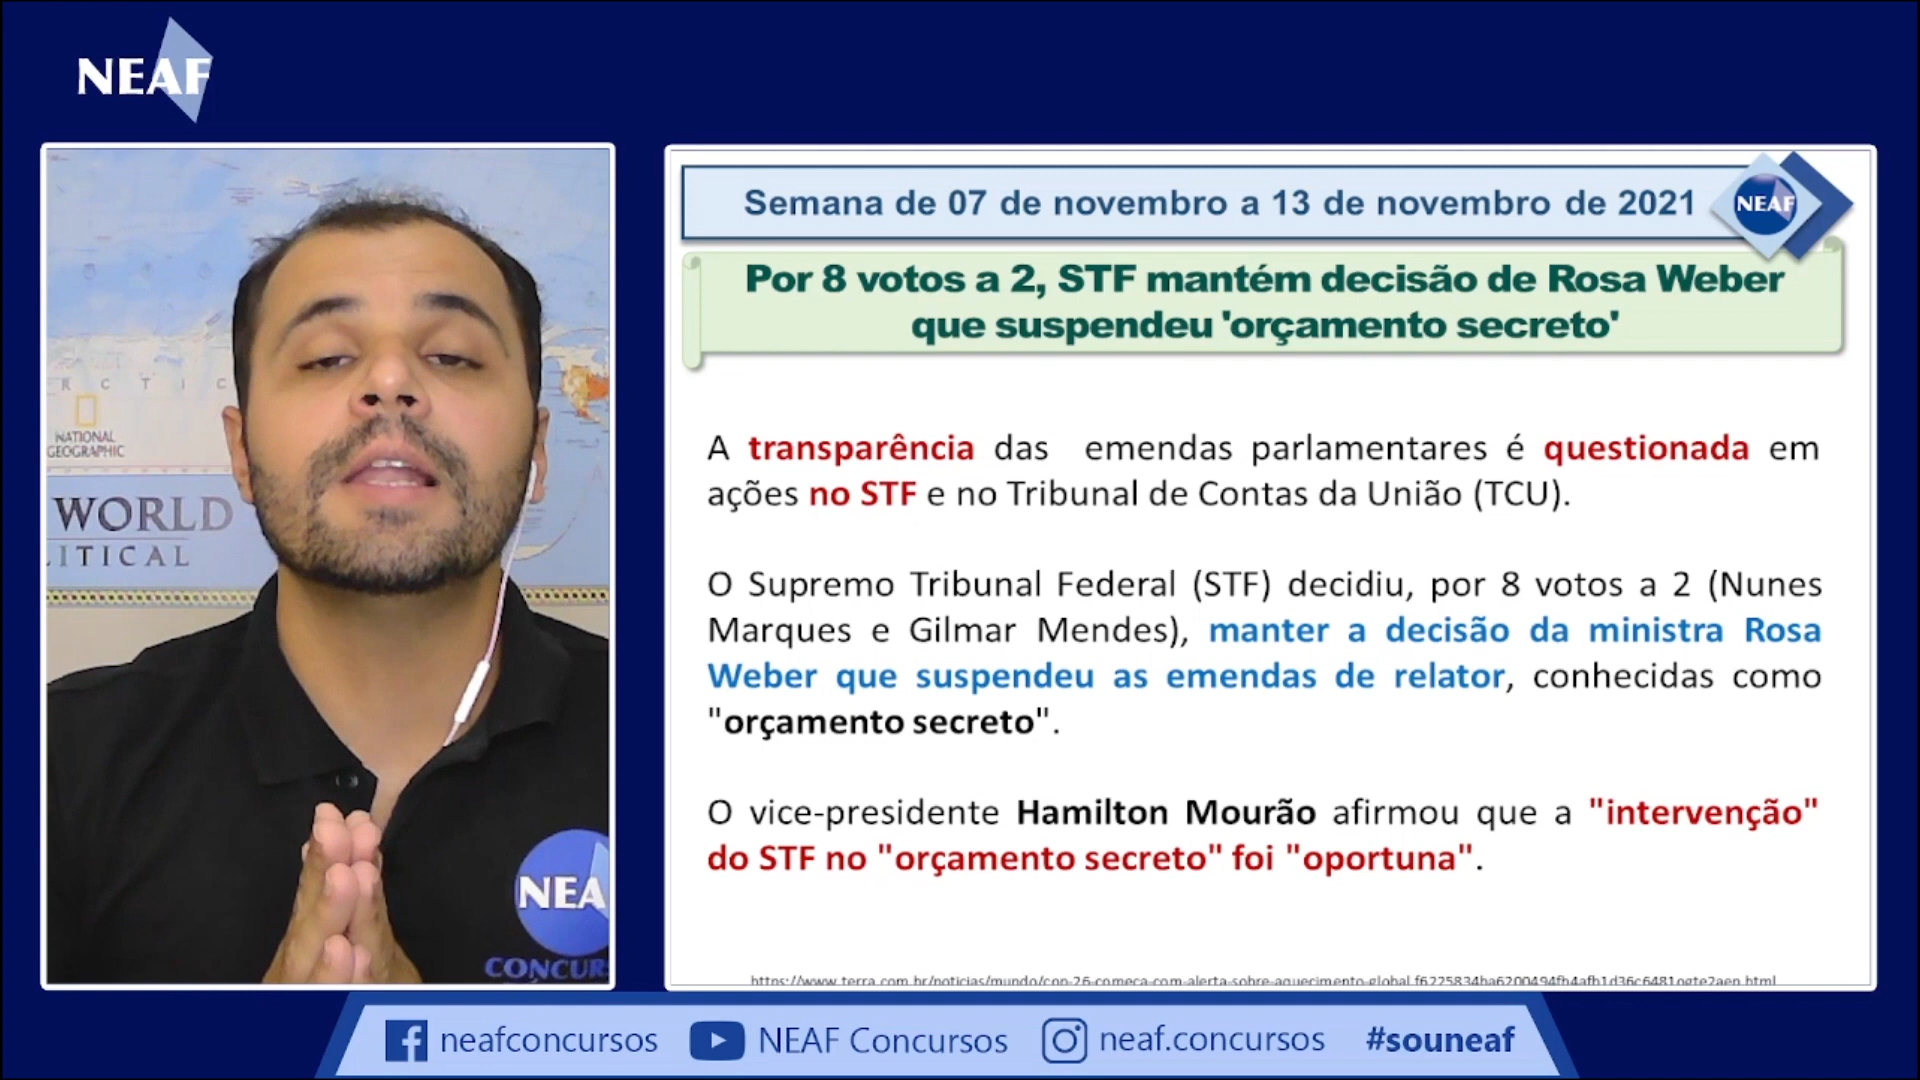 NEAF
ARCTIC
NATIONAL
GEOGRAPHIC
WORLD
ITICAL
NEA
CONCUR
Semana de 07 de novembro a 13 de novembro de 2021
NEAF
Por 8 votos a 2, STF mantém decisão de Rosa Weber
que suspendeu 'orçamento secreto'
A transparência das emendas parlamentares é questionada em
ações no STF e no Tribunal de Contas da União (TCU).
O Supremo Tribunal Federal (STF) decidiu, por 8 votos a 2 (Nunes
Marques e Gilmar Mendes), manter a decisão da ministra Rosa
Weber que suspendeu as emendas de relator, conhecidas como
"orçamento secreto".
O vice-presidente Hamilton Mourão afirmou que a "intervenção"
do STF no "orçamento secreto" foi "oportuna".
neafconcursos NEAF Concursos neaf.concursos #souneaf